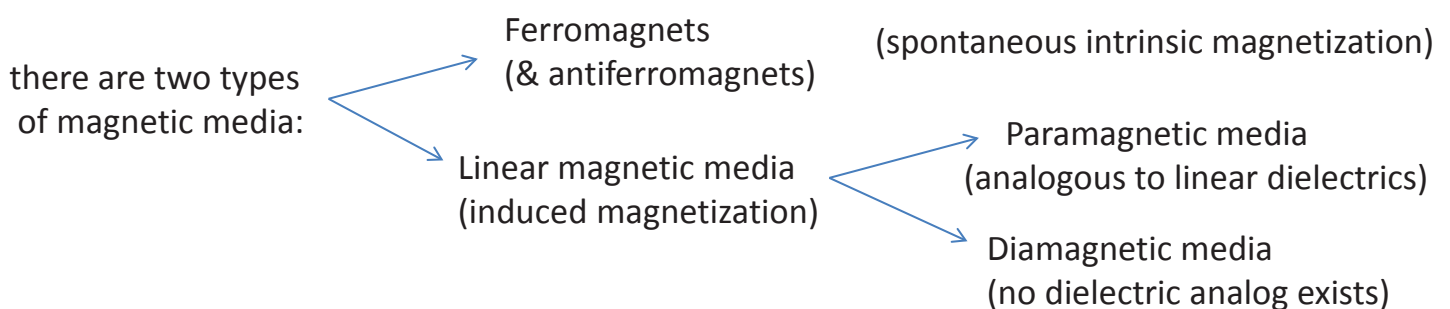 there are two types
of magnetic media:
Ferromagnets
(& antiferromagnets)
(spontaneous intrinsic magnetization)
Linear magnetic media
(induced magnetization)
Paramagnetic media
(analogous to linear dielectrics)
Diamagnetic media
(no dielectric analog exists)